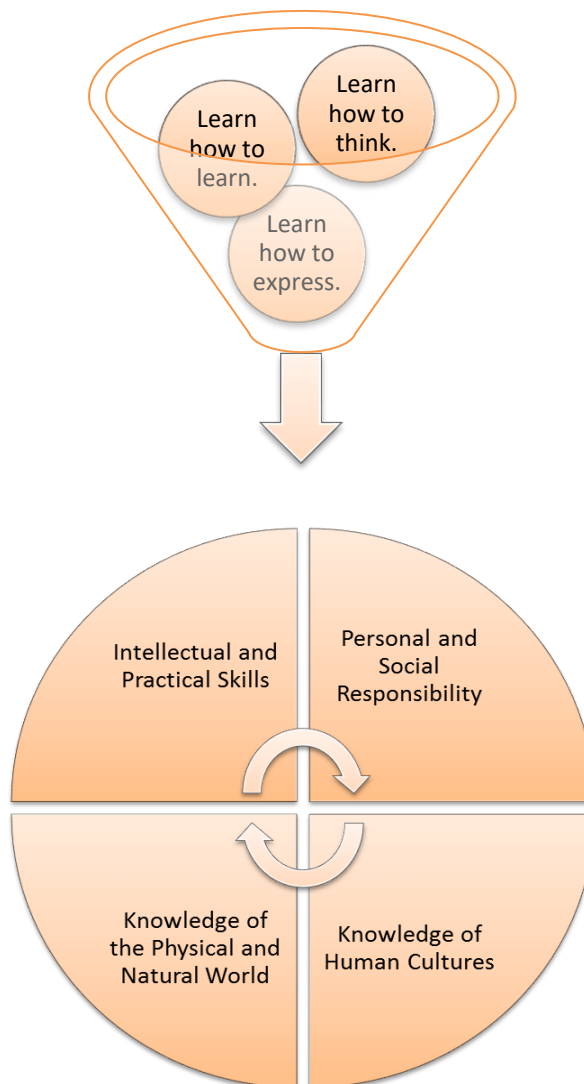 Learn
how to
think.
Learn
how to
learn.
Learn
how to
express.
Intellectual and
Practical Skills
Personal and
Social
Responsibility
Knowledge of
the Physical and
Natural World
Knowledge of
Human Cultures